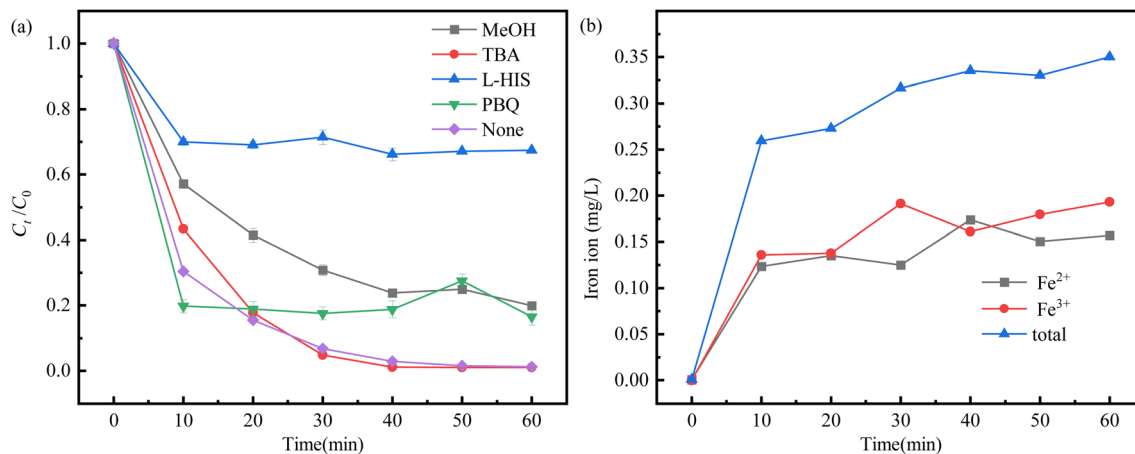 (a)
1.0
0.8
0.6
0.4
0.2
0.0
C_t/C_0
MeOH
TBA
L-HIS
PBQ
None
0 10 20 30 40 50 60
Time(min)
(b)
0.35
0.30
0.25
0.20
0.15
0.10
0.05
0.00
Iron ion (mg/L)
Fe²⁺
Fe³⁺
total
0 10 20 30 40 50 60
Time(min)